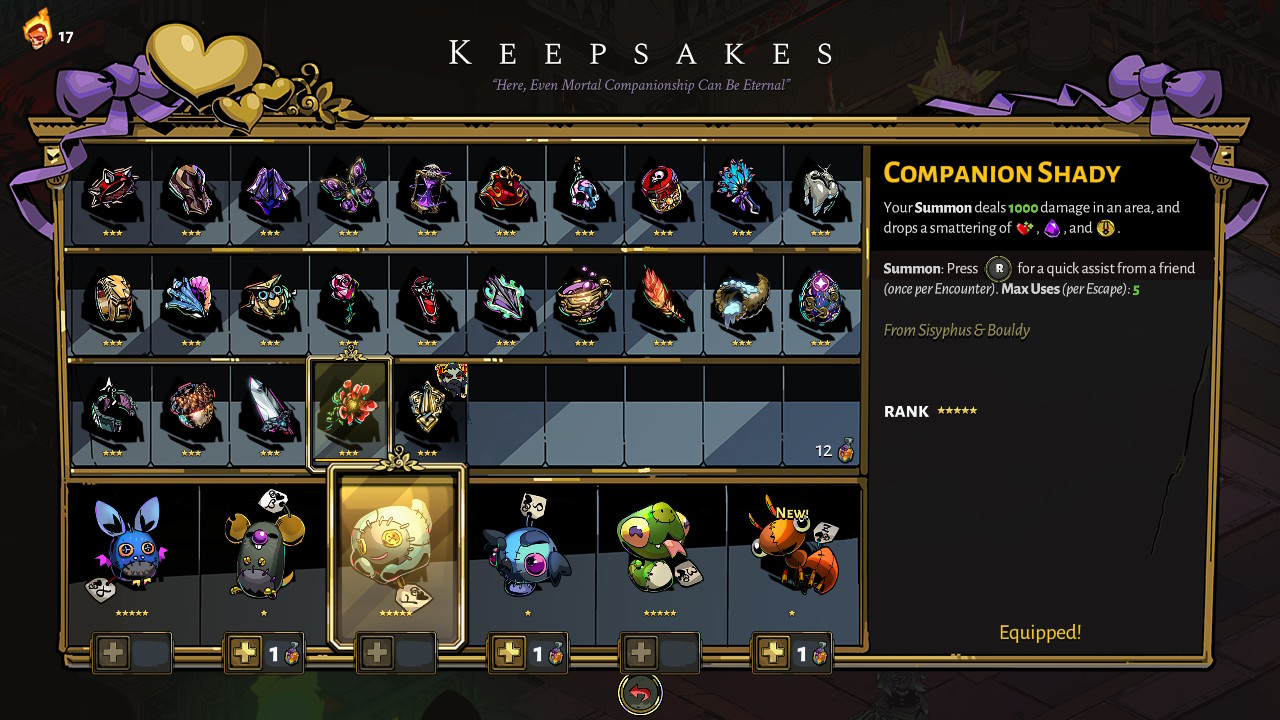 17
KEEPSAKES
“Here, Even Mortal Companionship Can Be Eternal”
COMPANION SHADY
Your Summon deals 1000 damage in an area, and
drops a smattering of , , and .
Summon: Press R for a quick assist from a friend
(once per Encounter). Max Uses (per Escape): 5
From Sisyphus & Bouldy
RANK
12
NEW!
Equipped!
1
1
1